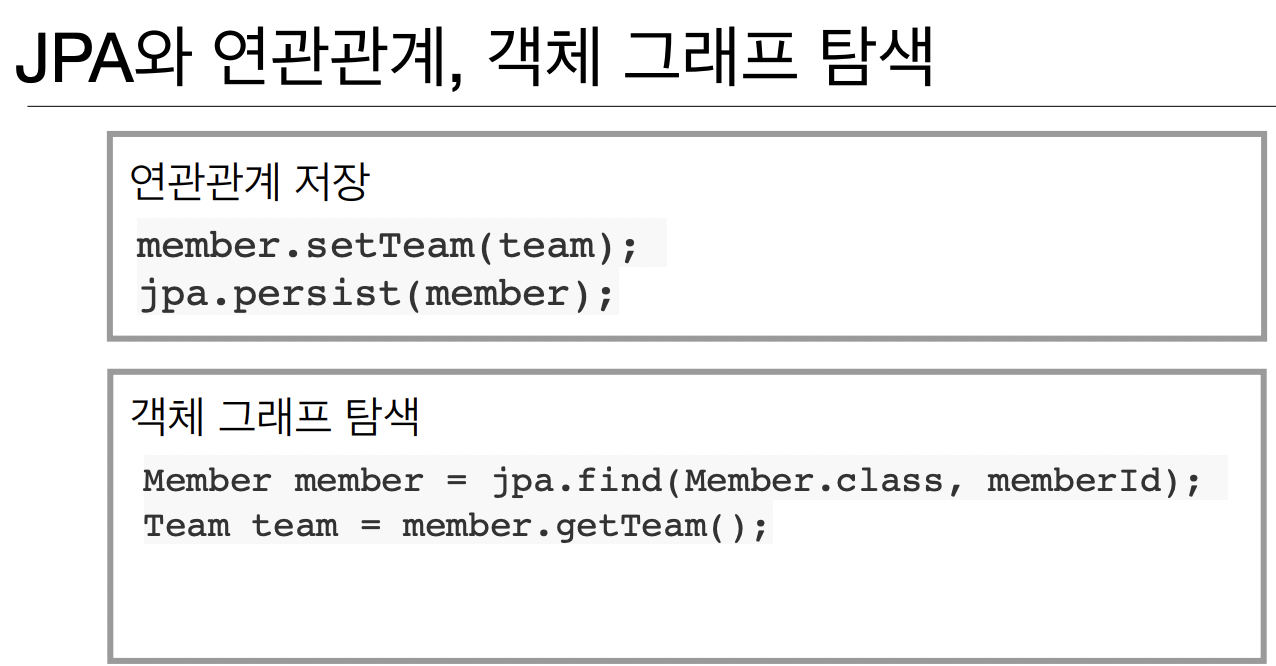 JPA와 연관관계, 객체 그래프 탐색
연관관계 저장
member.setTeam(team);
jpa.persist(member);
객체 그래프 탐색
Member member = jpa.find(Member.class, memberId);
Team team = member.getTeam();